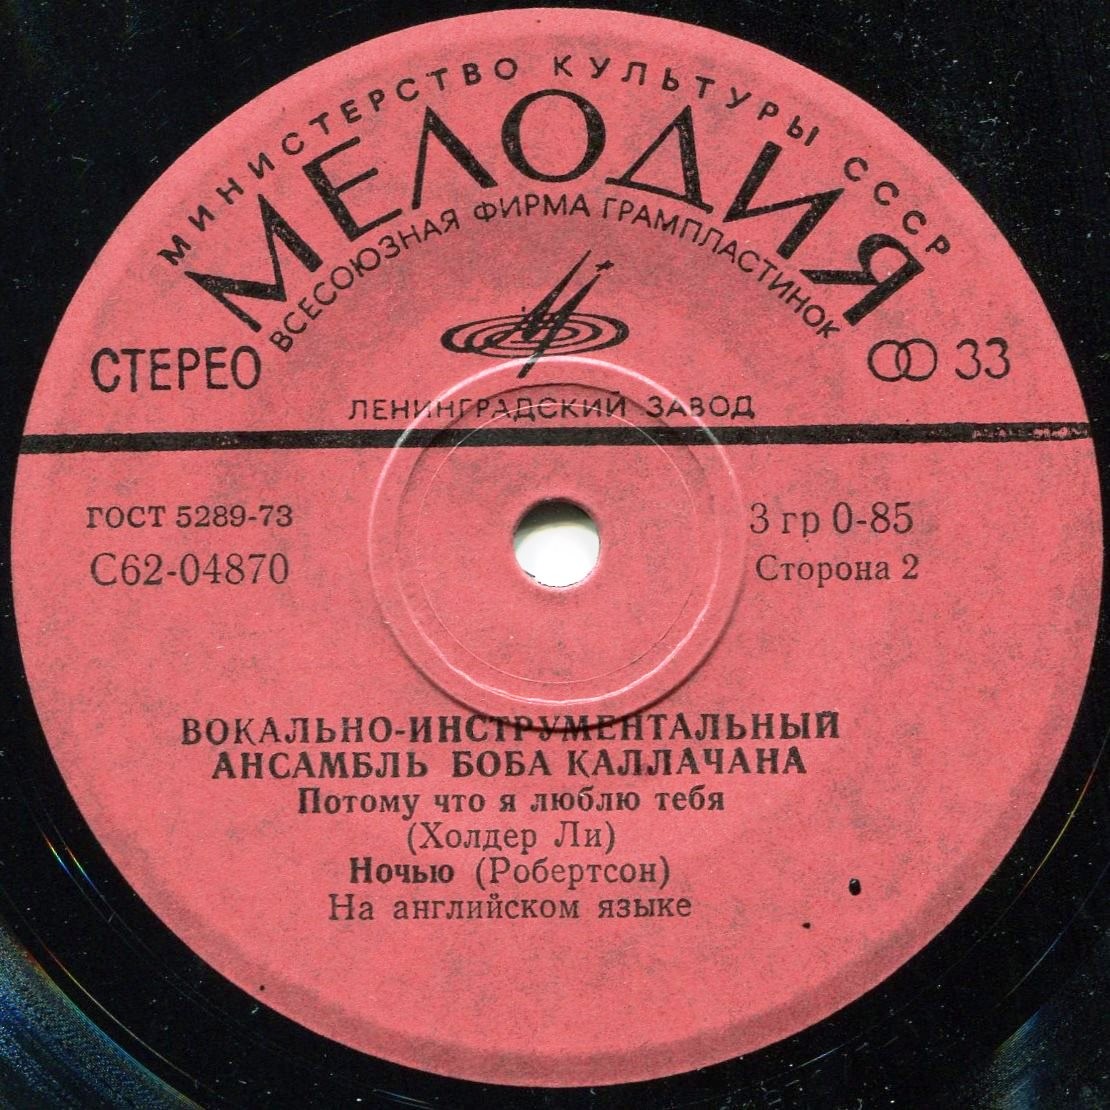 МИНИСТЕРСТВО КУЛЬТУРЫ СССР
МЕЛОДИЯ
ВСЕСОЮЗНАЯ ФИРМА ГРАМПЛАСТИНОК
СТЕРЕО
33
ЛЕНИНГРАДСКИЙ ЗАВОД
ГОСТ 5289-73
3 гр 0-85
С62-04870
Сторона 2
ВОКАЛЬНО-ИНСТРУМЕНТАЛЬНЫЙ
АНСАМБЛЬ БОБА КАЛЛАЧАНА
Потому что я люблю тебя
(Холдер Ли)
Ночью (Робертсон)
На английском языке